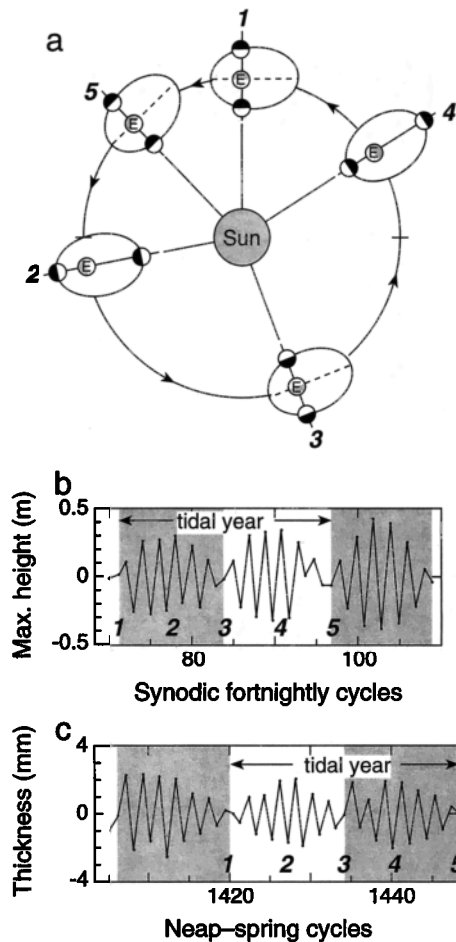 a
1
5
E
E
E
4
Sun
2
E
E
3
b
Max. height (m)
0.5
0
-0.5
tidal year
1 2 3 4 5
80 100
Synodic fortnightly cycles
c
Thickness (mm)
4
0
-4
tidal year
1 2 3 4 5
1420 1440
Neap–spring cycles